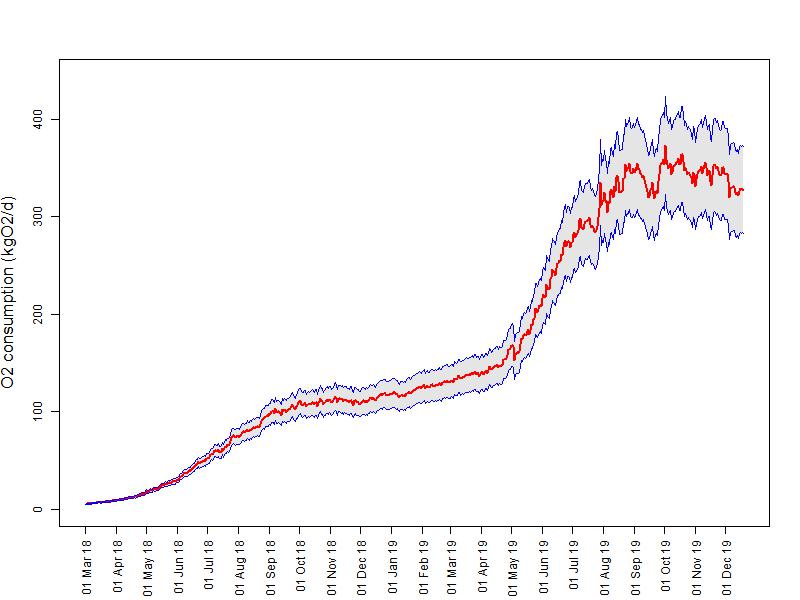 O2 consumption (kgO2/d)
400
300
200
100
0
01 Mar 18
01 Apr 18
01 May 18
01 Jun 18
01 Jul 18
01 Aug 18
01 Sep 18
01 Oct 18
01 Nov 18
01 Dec 18
01 Jan 19
01 Feb 19
01 Mar 19
01 Apr 19
01 May 19
01 Jun 19
01 Jul 19
01 Aug 19
01 Sep 19
01 Oct 19
01 Nov 19
01 Dec 19